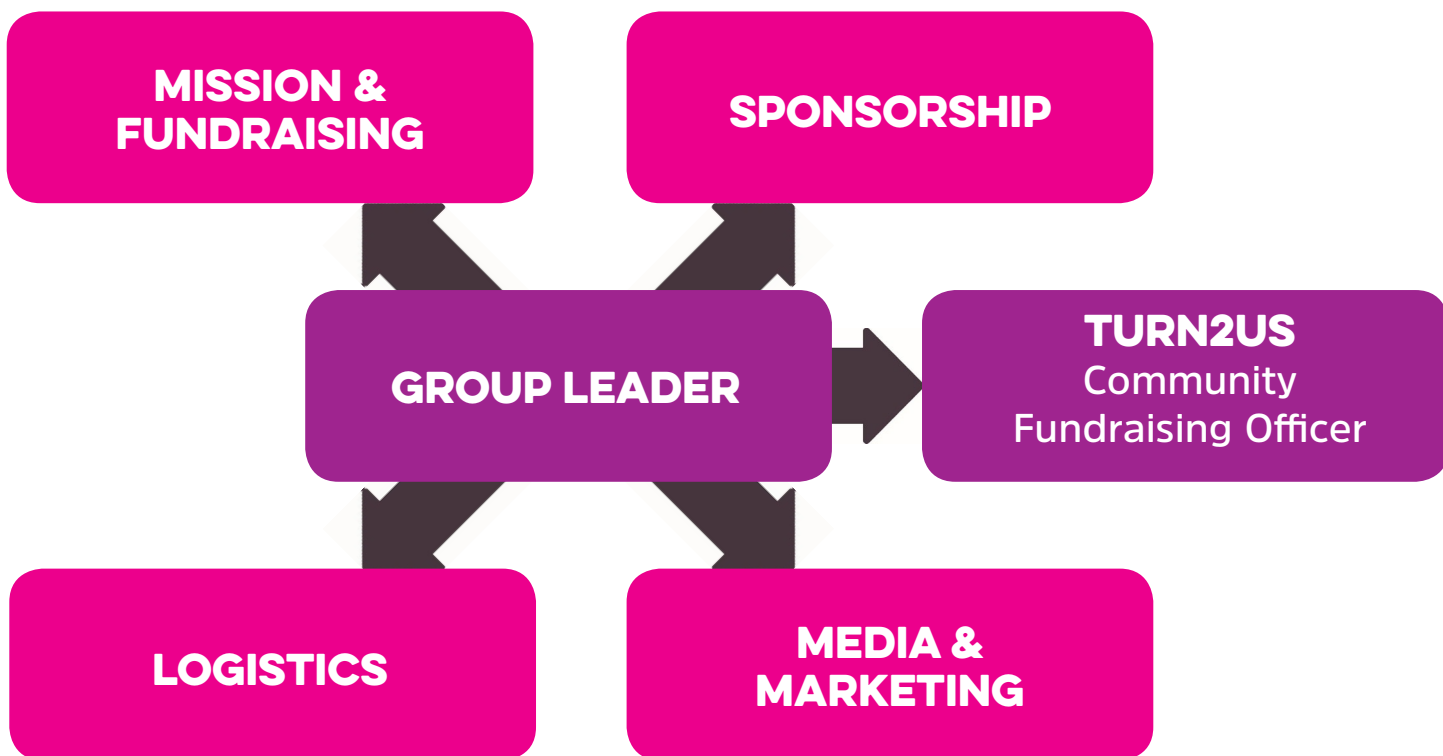 MISSION &
FUNDRAISING
SPONSORSHIP
GROUP LEADER
TURN2US
Community
Fundraising Officer
LOGISTICS
MEDIA &
MARKETING